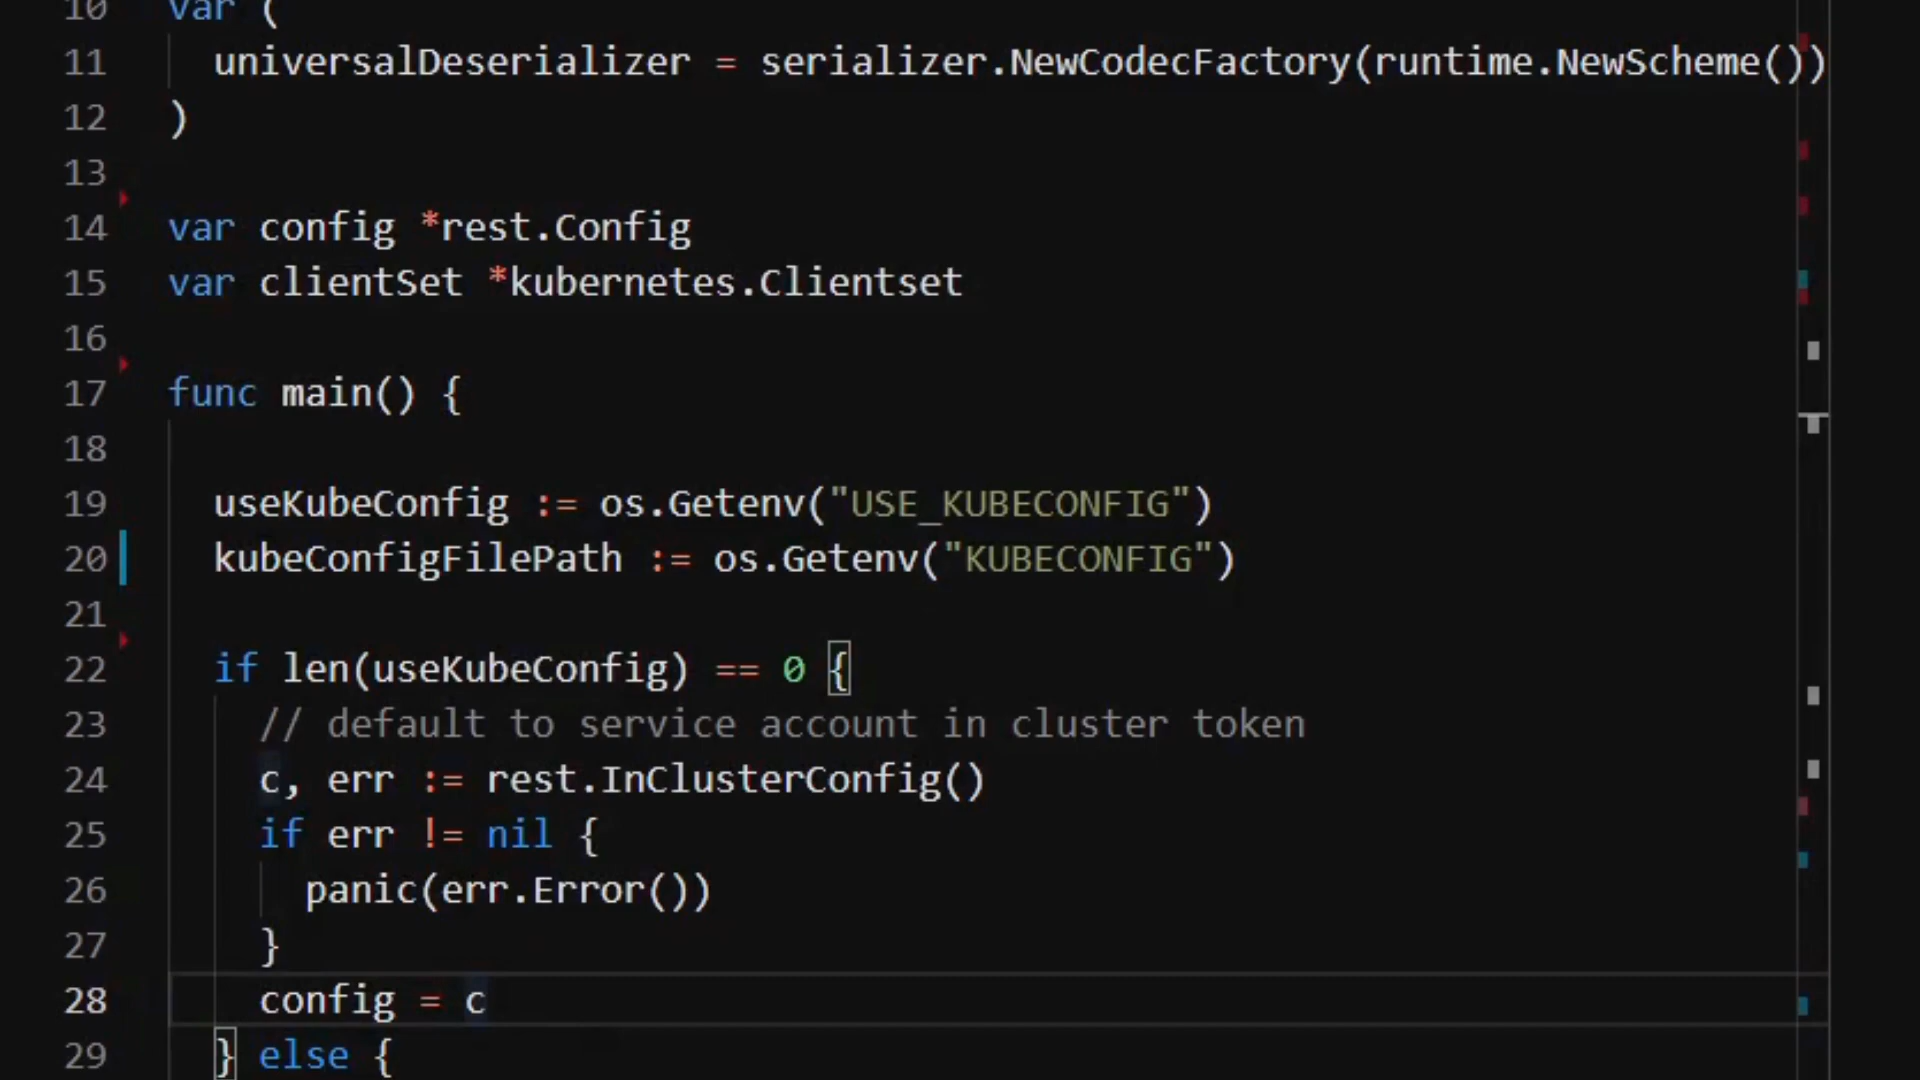 10 var (
11 universalDeserializer = serializer.NewCodecFactory(runtime.NewScheme())
12 )
13
14 var config *rest.Config
15 var clientSet *kubernetes.Clientset
16
17 func main() {
18
19 useKubeConfig := os.Getenv("USE_KUBECONFIG")
20 kubeConfigFilePath := os.Getenv("KUBECONFIG")
21
22 if len(useKubeConfig) == 0 {
23 // default to service account in cluster token
24 c, err := rest.InClusterConfig()
25 if err != nil {
26 panic(err.Error())
27 }
28 config = c
29 } else {